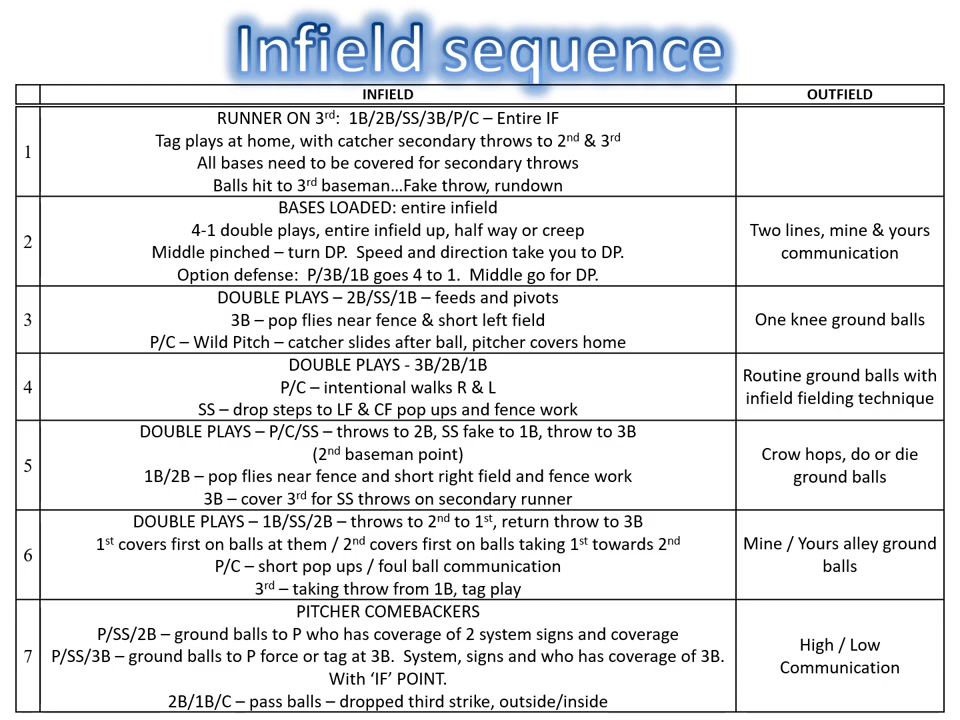 Infield sequence
INFIELD
OUTFIELD
1
RUNNER ON 3rd: 1B/2B/SS/3B/P/C – Entire IF
Tag plays at home, with catcher secondary throws to 2nd & 3rd
All bases need to be covered for secondary throws
Balls hit to 3rd baseman…Fake throw, rundown
2
BASES LOADED: entire infield
4-1 double plays, entire infield up, half way or creep
Middle pinched – turn DP. Speed and direction take you to DP.
Option defense: P/3B/1B goes 4 to 1. Middle go for DP.
Two lines, mine & yours
communication
3
DOUBLE PLAYS – 2B/SS/1B – feeds and pivots
3B – pop flies near fence & short left field
P/C – Wild Pitch – catcher slides after ball, pitcher covers home
One knee ground balls
4
DOUBLE PLAYS - 3B/2B/1B
P/C – intentional walks R & L
SS – drop steps to LF & CF pop ups and fence work
Routine ground balls with
infield fielding technique
5
DOUBLE PLAYS – P/C/SS – throws to 2B, SS fake to 1B, throw to 3B
(2nd baseman point)
1B/2B – pop flies near fence and short right field and fence work
3B – cover 3rd for SS throws on secondary runner
Crow hops, do or die
ground balls
6
DOUBLE PLAYS – 1B/SS/2B – throws to 2nd to 1st, return throw to 3B
1st covers first on balls at them / 2nd covers first on balls taking 1st towards 2nd
P/C – short pop ups / foul ball communication
3rd – taking throw from 1B, tag play
Mine / Yours alley ground
balls
7
PITCHER COMEBACKERS
P/SS/2B – ground balls to P who has coverage of 2 system signs and coverage
P/SS/3B – ground balls to P force or tag at 3B. System, signs and who has coverage of 3B.
With ‘IF’ POINT.
2B/1B/C – pass balls – dropped third strike, outside/inside
High / Low
Communication